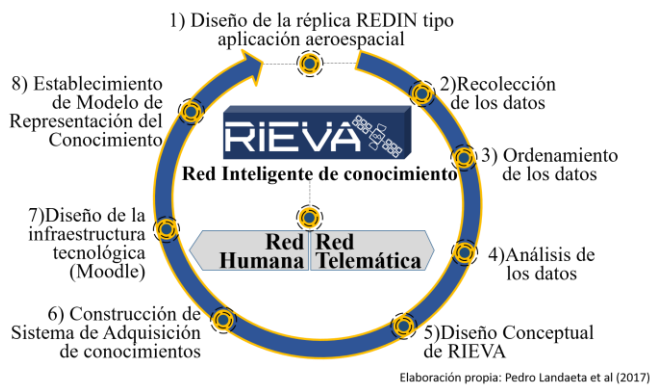 1) Diseño de la réplica REDIN tipo
aplicación aeroespacial
2)Recolección
de los datos
3) Ordenamiento
de los datos
4)Análisis de
los datos
5)Diseño Conceptual
de RIEVA
6) Construcción de
Sistema de Adquisición
de conocimientos
7)Diseño de la
infraestructura
tecnológica
(Moodle)
8) Establecimiento
de Modelo de
Representación del
Conocimiento
RIEVA
Red Inteligente de conocimiento
Red
Humana
Red
Telemática
Elaboración propia: Pedro Landaeta et al (2017)